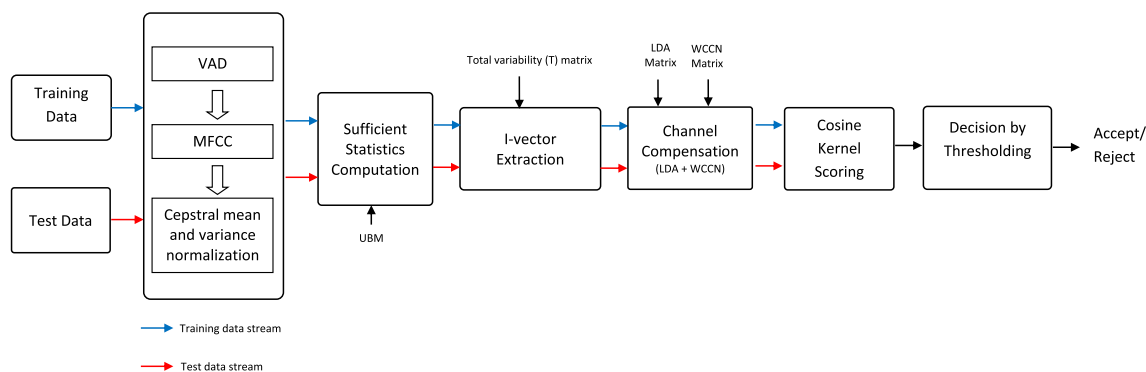 Training
Data
Test Data
VAD
MFCC
Cepstral mean
and variance
normalization
Sufficient
Statistics
Computation
UBM
Total variability (T) matrix
I-vector
Extraction
LDA
Matrix
WCCN
Matrix
Channel
Compensation
(LDA + WCCN)
Cosine
Kernel
Scoring
Decision by
Thresholding
Accept/
Reject
Training data stream
Test data stream